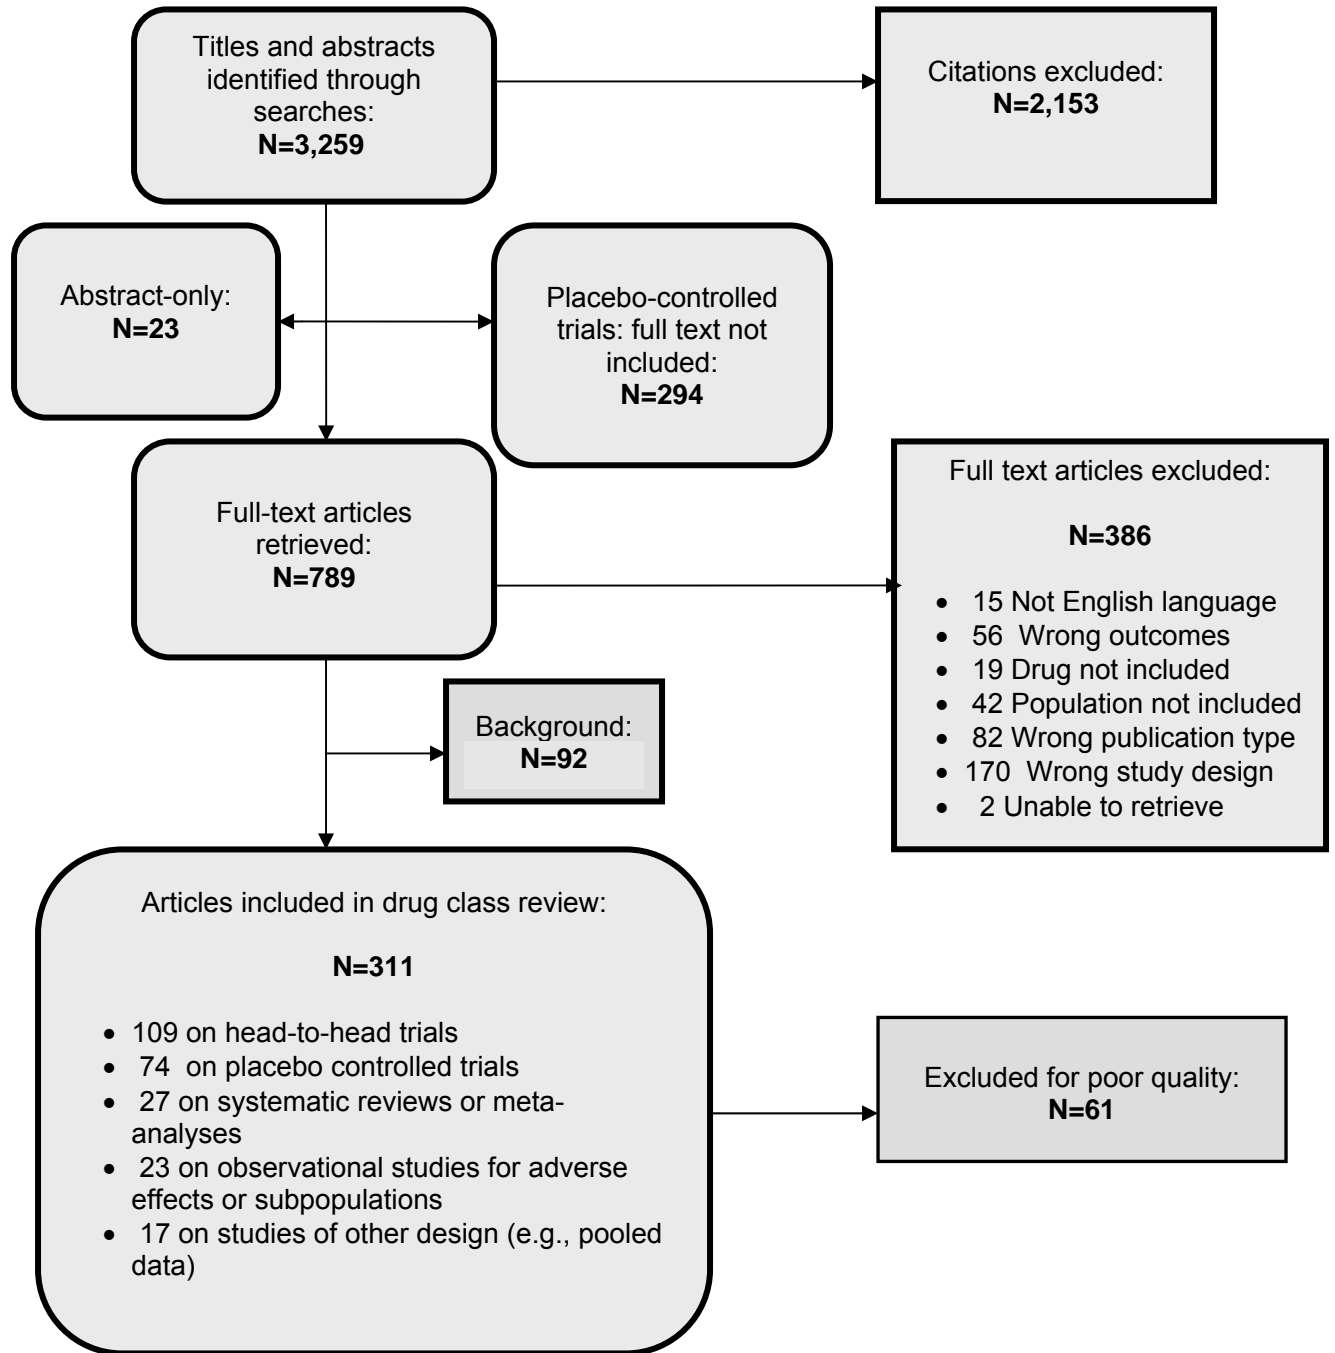 Titles and abstracts
identified through
searches:
N=3,259
Citations excluded:
N=2,153
Abstract-only:
N=23
Placebo-controlled
trials: full text not
included:
N=294
Full-text articles
retrieved:
N=789
Full text articles excluded:
N=386
• 15 Not English language
• 56 Wrong outcomes
• 19 Drug not included
• 42 Population not included
• 82 Wrong publication type
• 170 Wrong study design
• 2 Unable to retrieve
Background:
N=92
Articles included in drug class review:
N=311
• 109 on head-to-head trials
• 74 on placebo controlled trials
• 27 on systematic reviews or meta-
analyses
• 23 on observational studies for adverse
effects or subpopulations
• 17 on studies of other design (e.g., pooled
data)
Excluded for poor quality:
N=61